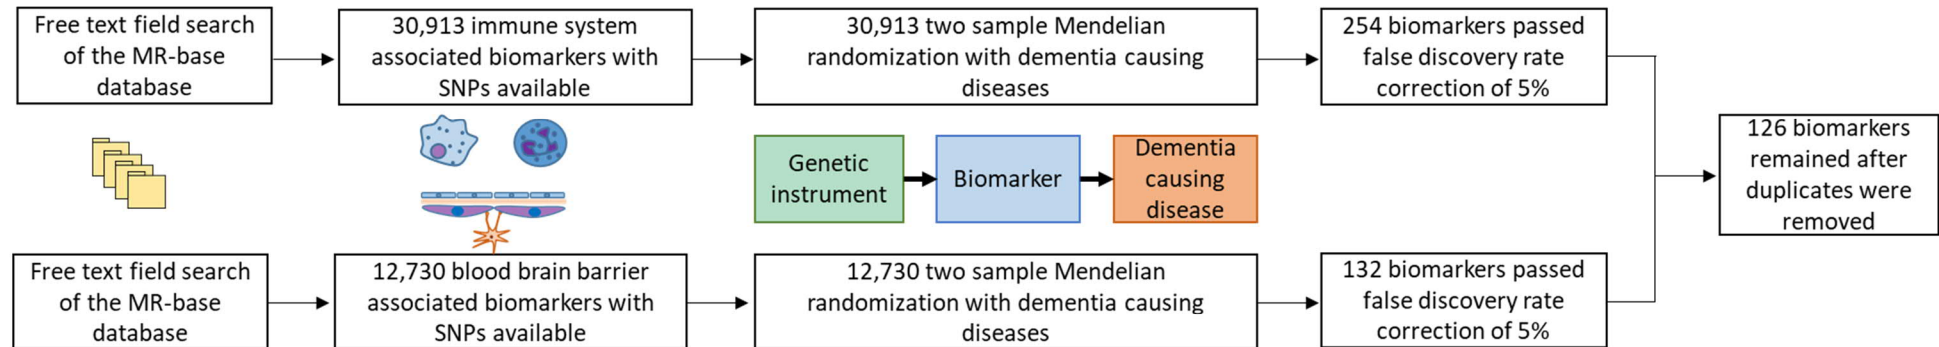 Free text field search
of the MR-base
database
30,913 immune system
associated biomarkers with
SNPs available
30,913 two sample Mendelian
randomization with dementia causing
diseases
254 biomarkers passed
false discovery rate
correction of 5%
Genetic
instrument
Biomarker
Dementia
causing
disease
126 biomarkers
remained after
duplicates were
removed
Free text field search
of the MR-base
database
12,730 blood brain barrier
associated biomarkers with
SNPs available
12,730 two sample Mendelian
randomization with dementia causing
diseases
132 biomarkers passed
false discovery rate
correction of 5%